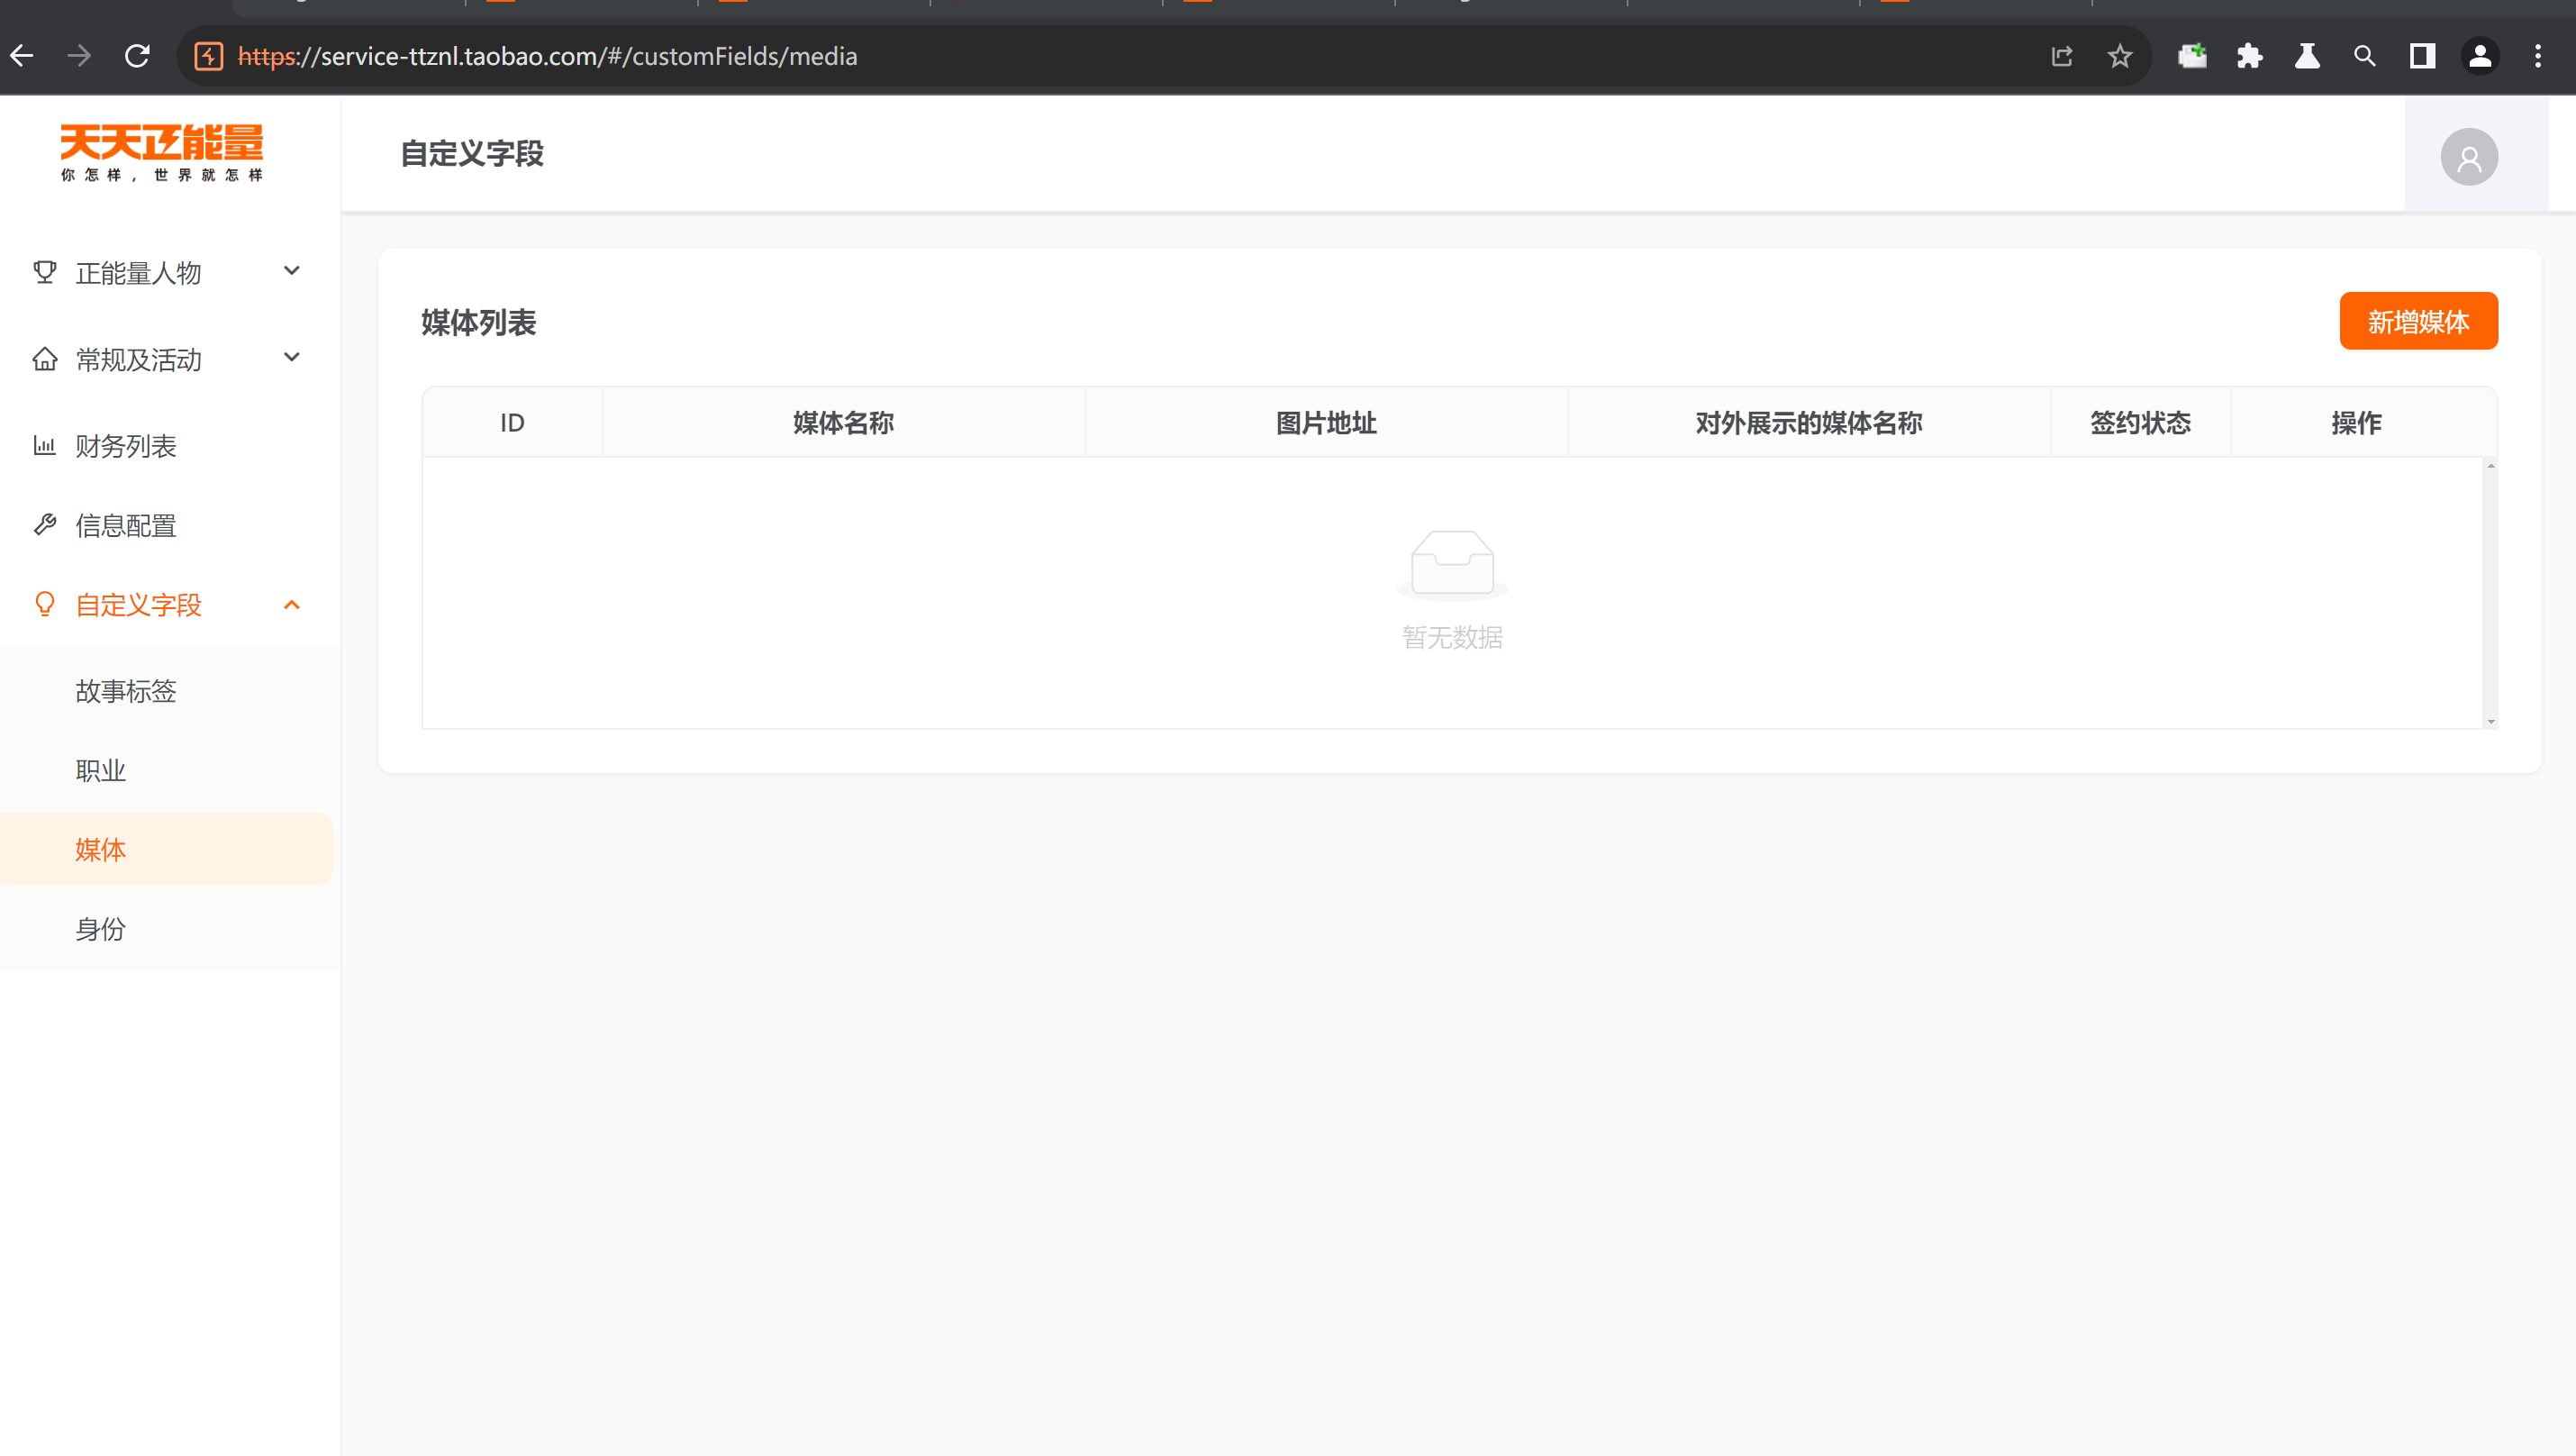 https://service-ttznl.taobao.com/#/customFields/media
天天正能量
你怎样，世界就怎样
自定义字段
正能量人物
常规及活动
财务列表
信息配置
自定义字段
故事标签
职业
媒体
身份
媒体列表
新增媒体
ID 媒体名称 图片地址 对外展示的媒体名称 签约状态 操作
暂无数据